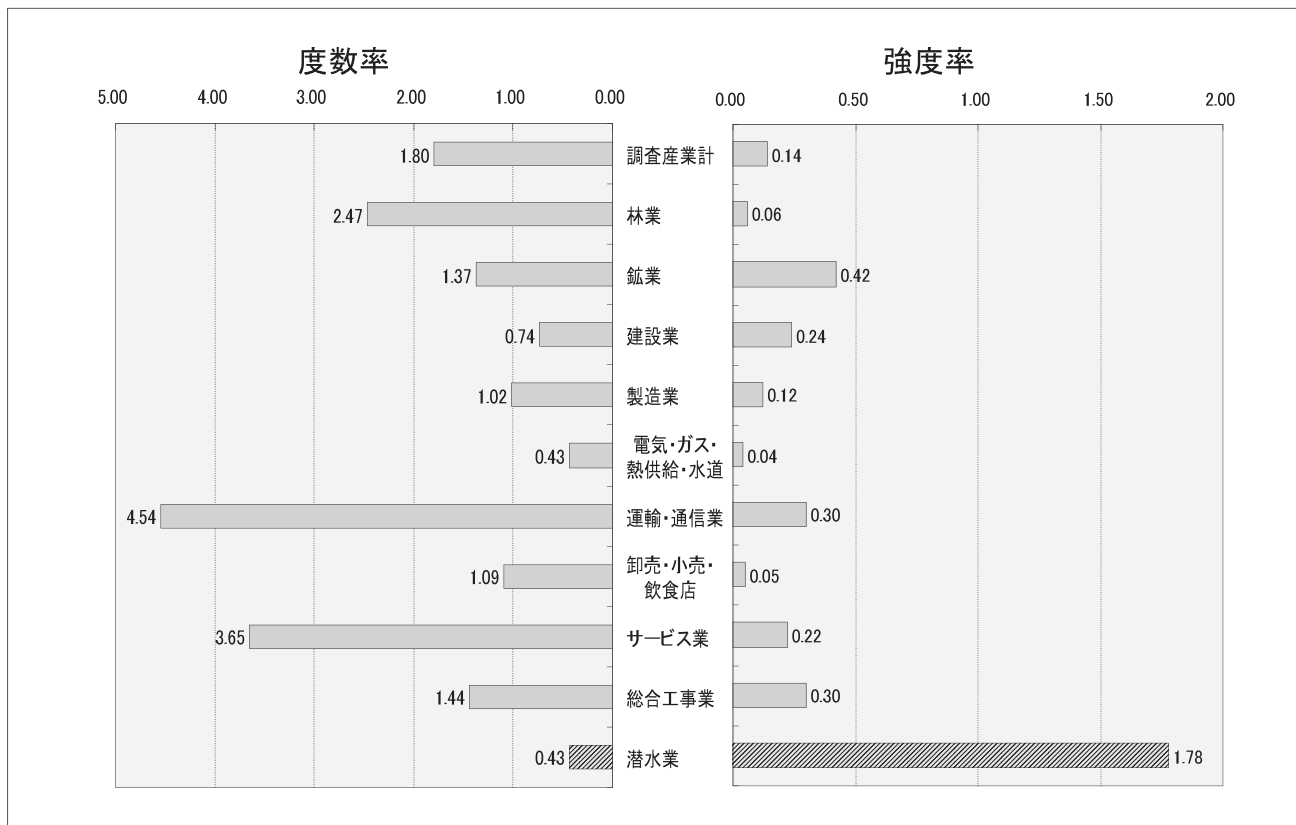 度数率
強度率
5.00 4.00 3.00 2.00 1.00 0.00
0.00 0.50 1.00 1.50 2.00
1.80 調査産業計 0.14
2.47 林業 0.06
1.37 鉱業 0.42
0.74 建設業 0.24
1.02 製造業 0.12
0.43 電気・ガス・
熱供給・水道 0.04
4.54 運輸・通信業 0.30
1.09 卸売・小売・
飲食店 0.05
3.65 サービス業 0.22
1.44 総合工事業 0.30
0.43 潜水業 1.78